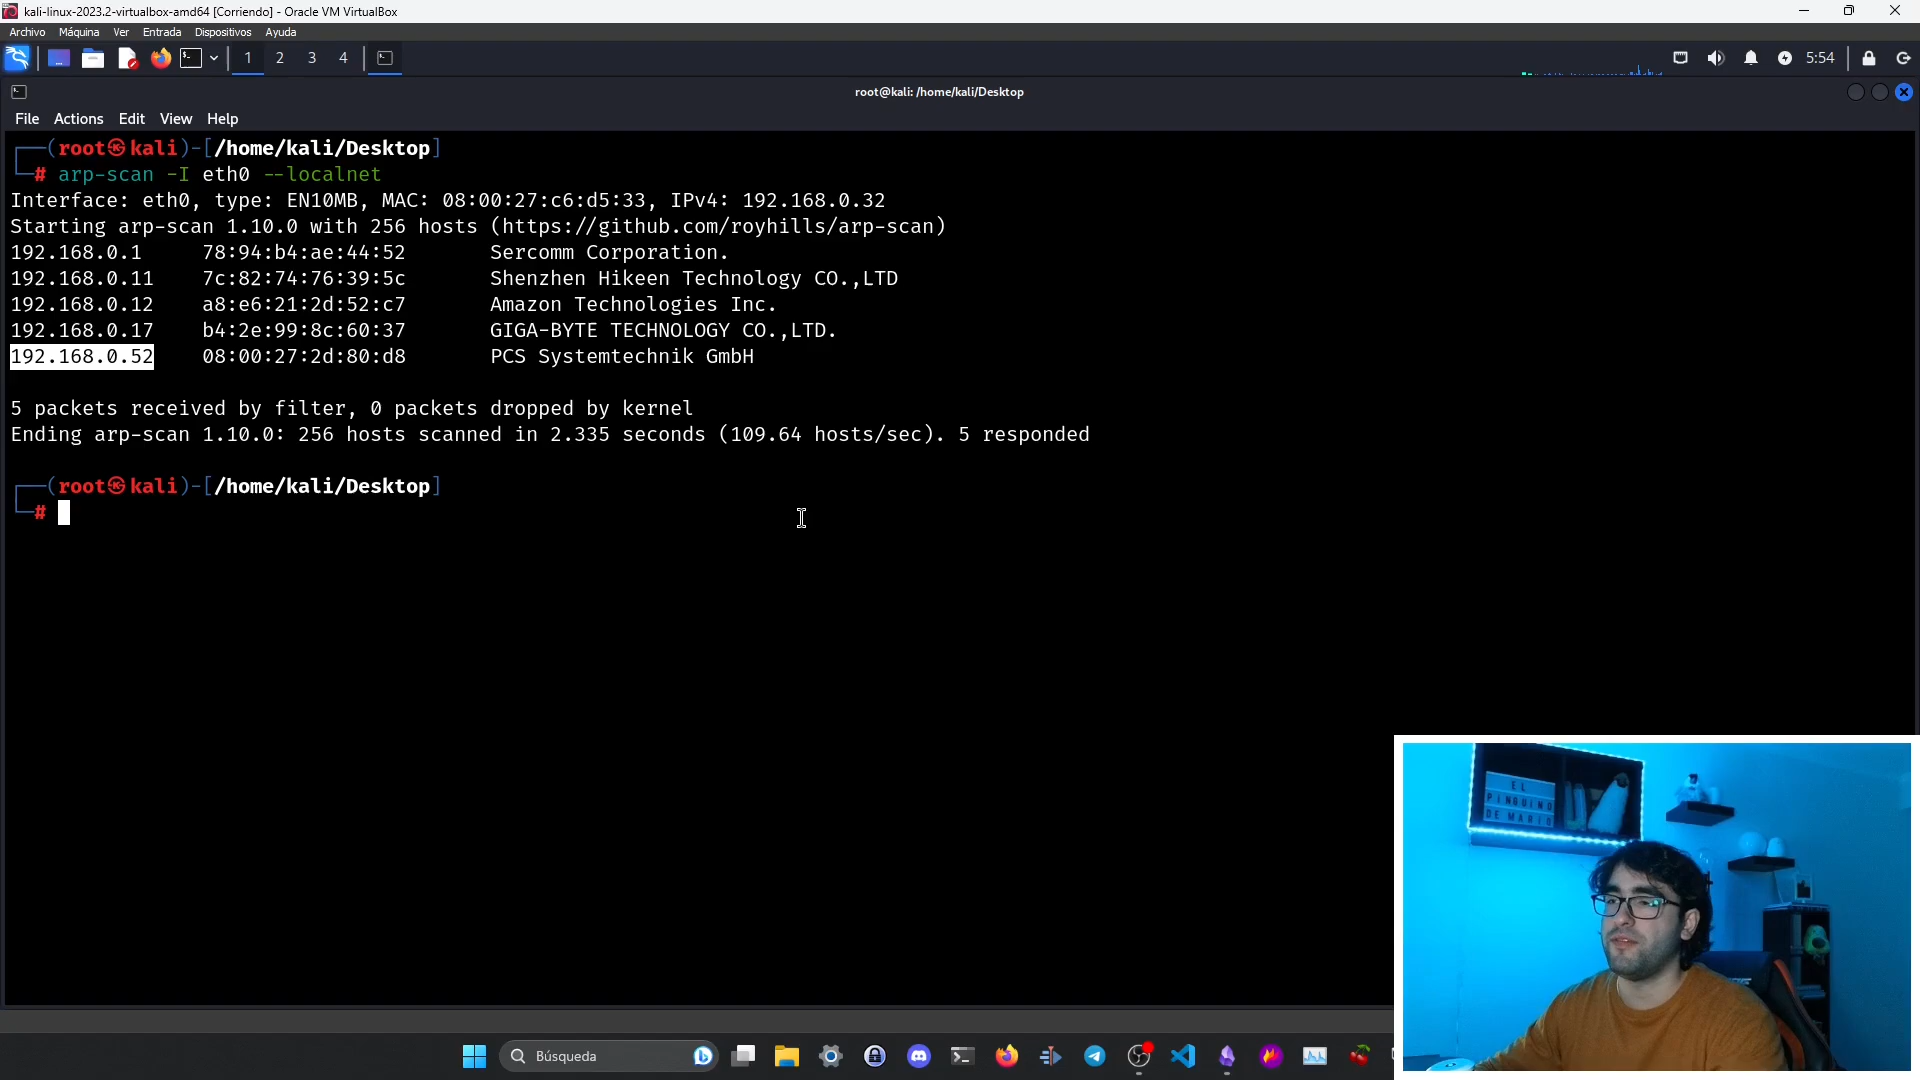 kali-linux-2023.2-virtualbox-amd64 [Corriendo] - Oracle VM VirtualBox
Archivo Máquina Ver Entrada Dispositivos Ayuda
1 2 3 4
5:54
root@kali: /home/kali/Desktop
File Actions Edit View Help
┌──(root㉿kali)-[/home/kali/Desktop]
└─# arp-scan -I eth0 --localnet
Interface: eth0, type: EN10MB, MAC: 08:00:27:c6:d5:33, IPv4: 192.168.0.32
Starting arp-scan 1.10.0 with 256 hosts (https://github.com/royhills/arp-scan)
192.168.0.1 78:94:b4:ae:44:52 Sercomm Corporation.
192.168.0.11 7c:82:74:76:39:5c Shenzhen Hikeen Technology CO.,LTD
192.168.0.12 a8:e6:21:2d:52:c7 Amazon Technologies Inc.
192.168.0.17 b4:2e:99:8c:60:37 GIGA-BYTE TECHNOLOGY CO.,LTD.
192.168.0.52 08:00:27:2d:80:d8 PCS Systemtechnik GmbH
5 packets received by filter, 0 packets dropped by kernel
Ending arp-scan 1.10.0: 256 hosts scanned in 2.335 seconds (109.64 hosts/sec). 5 responded
┌──(root㉿kali)-[/home/kali/Desktop]
└─#
EL
PINGUINO
DE MARIO
Búsqueda